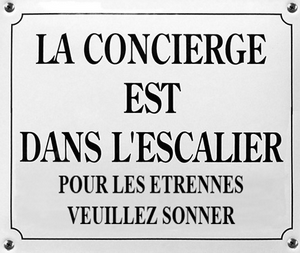 LA CONCIERGE
EST
DANS L'ESCALIER
POUR LES ETRENNES
VEUILLEZ SONNER